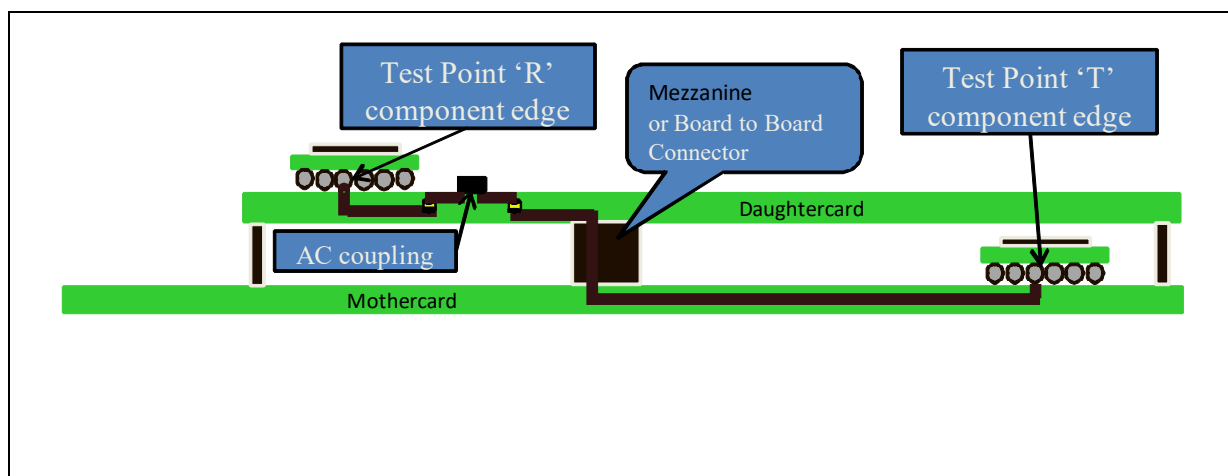 Test Point ‘R’
component edge
Mezzanine
or Board to Board
Connector
Test Point ‘T’
component edge
Daughtercard
AC coupling
Mothercard